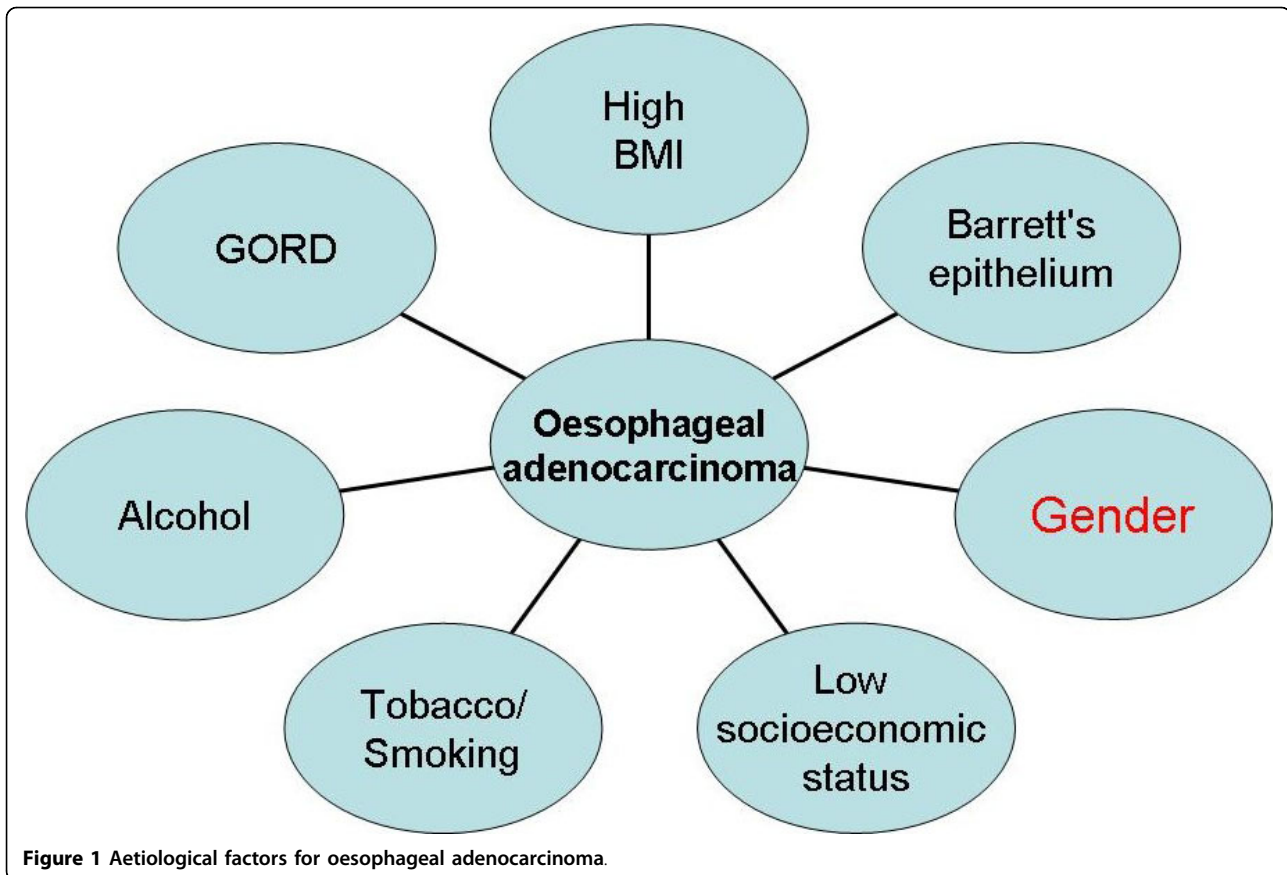 High
BMI
Barrett's
epithelium
GORD
Oesophageal
adenocarcinoma
Gender
Alcohol
Low
socioeconomic
status
Tobacco/
Smoking
Figure 1 Aetiological factors for oesophageal adenocarcinoma.